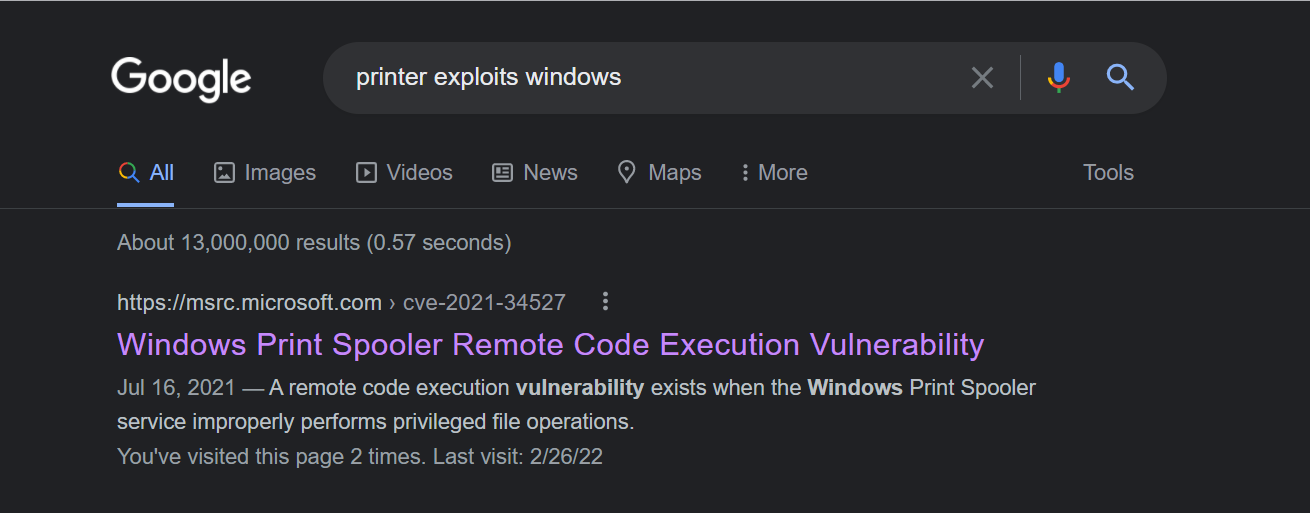 Google
printer exploits windows
All Images Videos News Maps More Tools
About 13,000,000 results (0.57 seconds)
https://msrc.microsoft.com › cve-2021-34527
Windows Print Spooler Remote Code Execution Vulnerability
Jul 16, 2021 — A remote code execution vulnerability exists when the Windows Print Spooler
service improperly performs privileged file operations.
You've visited this page 2 times. Last visit: 2/26/22